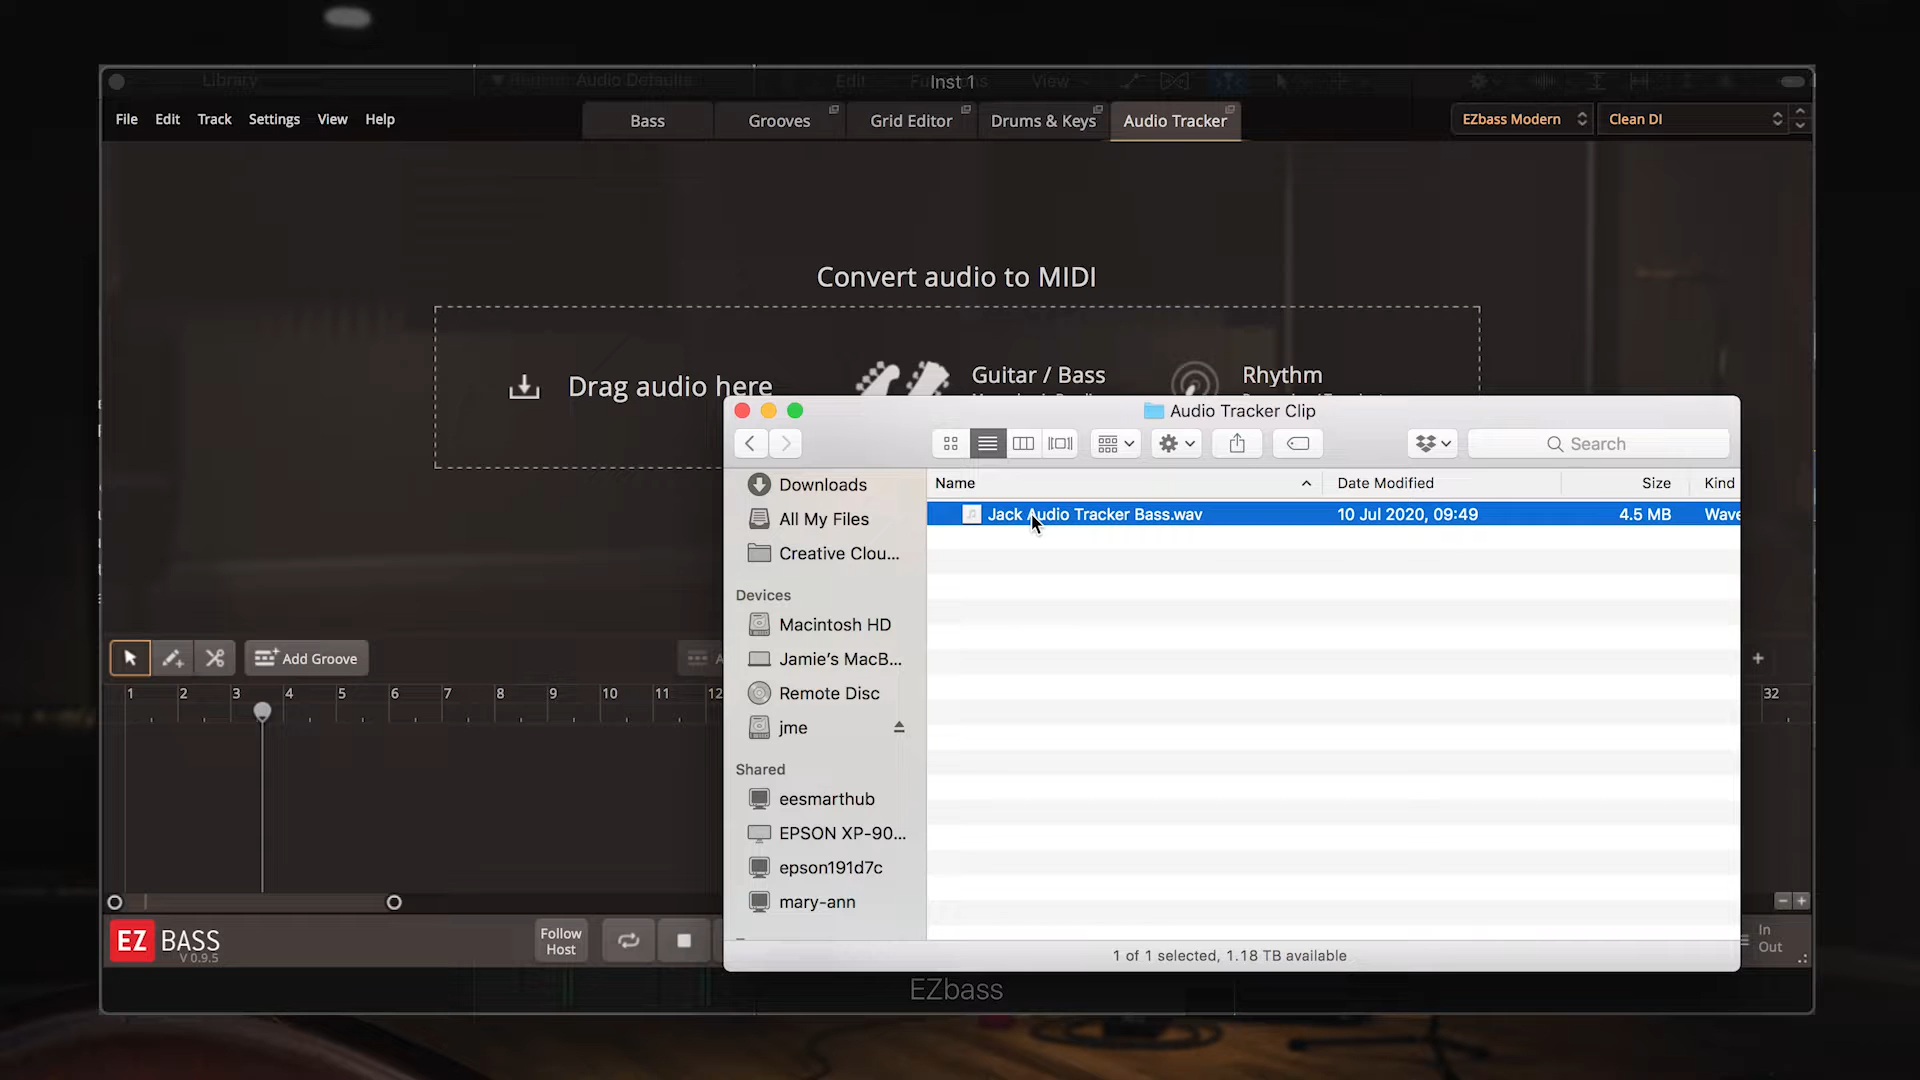 Library
Audio Defaults
Edit
View
Inst 1
File Edit Track Settings View Help
Bass Grooves Grid Editor Drums & Keys Audio Tracker
EZbass Modern Clean DI
Convert audio to MIDI
Drag audio here
Guitar / Bass
Rhythm
Audio Tracker Clip
Search
Name Date Modified Size Kind
Jack Audio Tracker Bass.wav 10 Jul 2020, 09:49 4.5 MB Wave
Downloads
All My Files
Creative Clou...
Devices
Macintosh HD
Jamie's MacB...
Remote Disc
jme
Shared
eesmarthub
EPSON XP-90...
epson191d7c
mary-ann
1 of 1 selected, 1.18 TB available
Add Groove
1 2 3 4 5 6 7 8 9 10 11 12 32
EZ BASS
V 0.9.5
Follow
Host
In
Out
EZbass